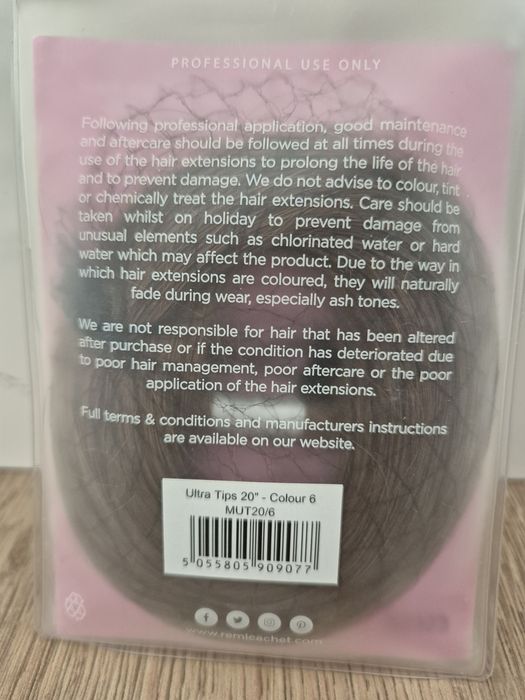 PROFESSIONAL USE ONLY
Following professional application, good maintenance
and aftercare should be followed at all times during the
use of the hair extensions to prolong the life of the hair
and to prevent damage. We do not advise to colour, tint
or chemically treat the hair extensions. Care should be
taken whilst on holiday to prevent damage from
unusual elements such as chlorinated water or hard
water which may affect the product. Due to the way in
which hair extensions are coloured, they will naturally
fade during wear, especially ash tones.
We are not responsible for hair that has been altered
after purchase or if the condition has deteriorated due
to poor hair management, poor aftercare or the poor
application of the hair extensions.
Full terms & conditions and manufacturers instructions
are available on our website.
Ultra Tips 20" - Colour 6
MUT20/6
5 055805 909077
www.remicachet.com